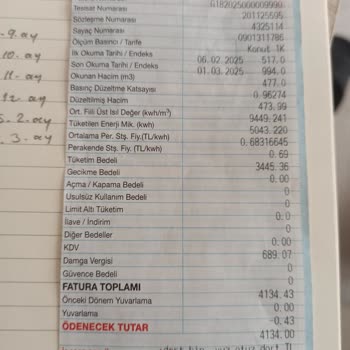 G182025000009990
Tesisat Numarası 201125595
Sözleşme Numarası 4325114
Sayaç Numarası 0901311786
Ölçüm Basıncı / Tarife Konut 1K
İlk Okuma Tarihi / Endeks 06.02.2025 517.0
Son Okuma Tarihi / Endeks 01.03.2025 994.0
Okunan Hacim (m3) 477.0
Basınç Düzeltme Katsayısı 0.96274
Düzeltilmiş Hacim 473.99
Ort. Fiili Üst Isıl Değer (kwh/m³) 9449.241
Tüketilen Enerji Mik. (kwh) 5043.220
Ortalama Per. Stş. Fiy.(TL/kwh) 0.68316645
Perakende Stş. Fiy.(TL/kwh) 0.69
Tüketim Bedeli 3445.36
Gecikme Bedeli 0.00
Açma / Kapama Bedeli 0
Usulsüz Kullanım Bedeli 0
Limit Altı Tüketim 0
İlave / İndirim 0.0
Diğer Bedeller 0.00
KDV 689.07
Damga Vergisi 0
Güvence Bedeli 0
FATURA TOPLAMI 4134.43
Önceki Dönem Yuvarlama 0.00
Yuvarlama -0.43
ÖDENECEK TUTAR 4134.00
9. ay
10. ay
11. ay
12. ay
2. ay
3. ay